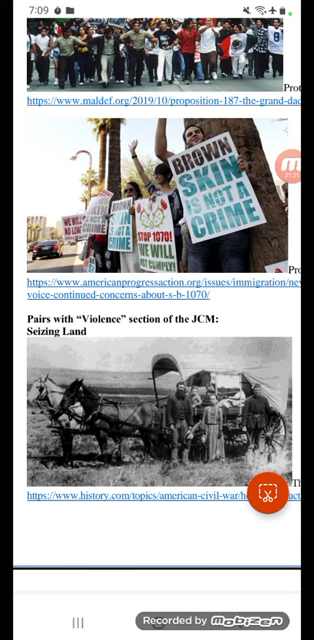 7:09
Prot
https://www.maldef.org/2019/10/proposition-187-the-grand-dad
BROWN
SKIN
IS NOT A
CRIME
STOP 1070!
WE WILL
NOT COMPLY!
Pro
https://www.americanprogressaction.org/issues/immigration/new
voice-continued-concerns-about-s-b-1070/
Pairs with “Violence” section of the JCM:
Seizing Land
https://www.history.com/topics/american-civil-war/ho
act
Recorded by mobizen